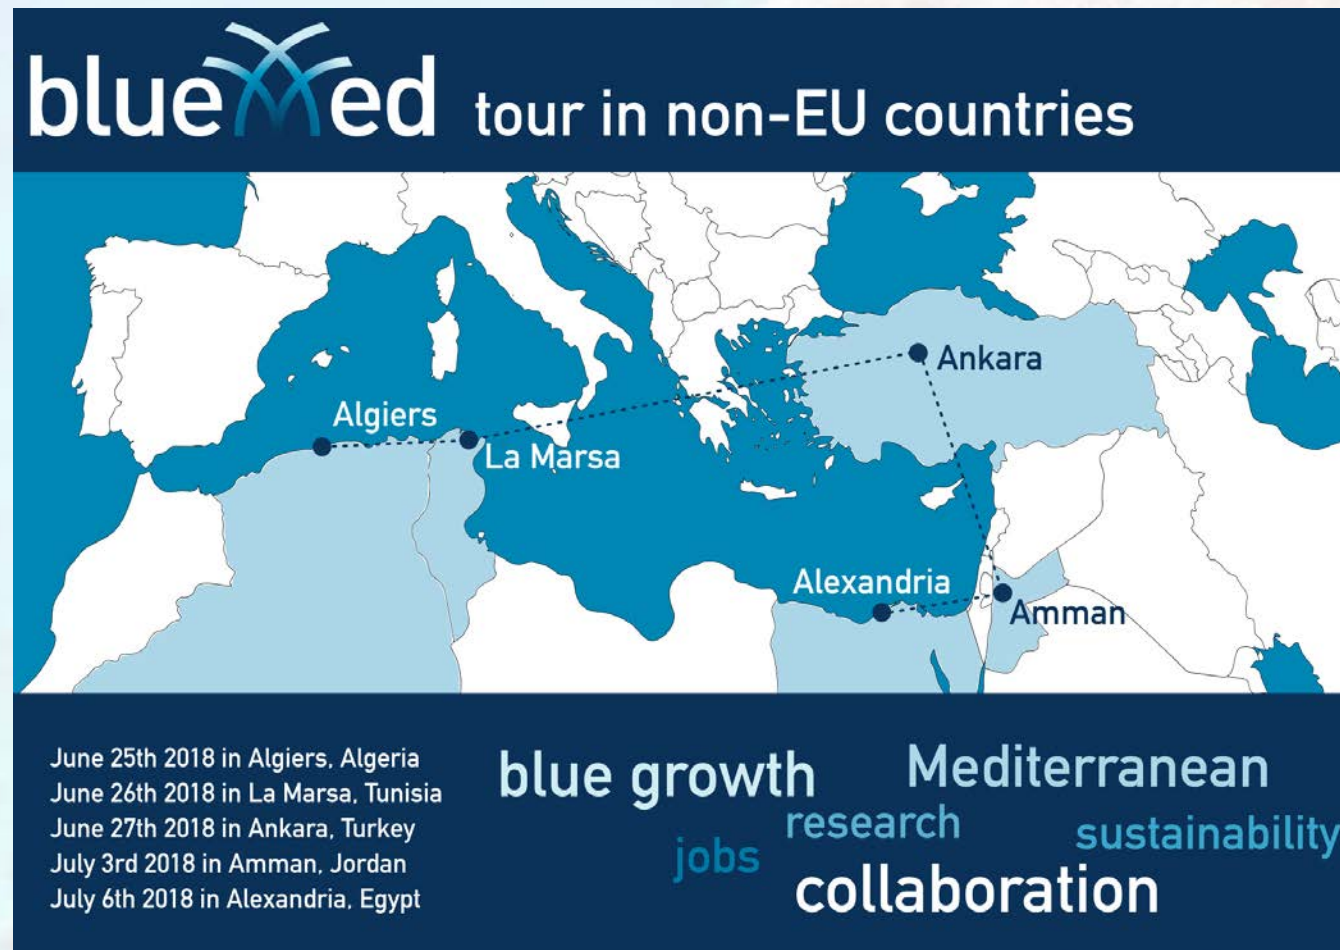 bluemed tour in non-EU countries
Ankara
Algiers
La Marsa
Alexandria
Amman
June 25th 2018 in Algiers, Algeria
June 26th 2018 in La Marsa, Tunisia
June 27th 2018 in Ankara, Turkey
July 3rd 2018 in Amman, Jordan
July 6th 2018 in Alexandria, Egypt
blue growth
Mediterranean
research
sustainability
jobs
collaboration